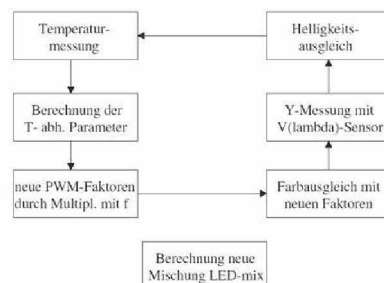 Temperatur-
messung
Helligkeits-
ausgleich
Berechnung der
T- abh. Parameter
Y-Messung mit
V(lambda)-Sensor
neue PWM-Faktoren
durch Multipl. mit f
Farbausgleich mit
neuen Faktoren
Berechnung neue
Mischung LED-mix